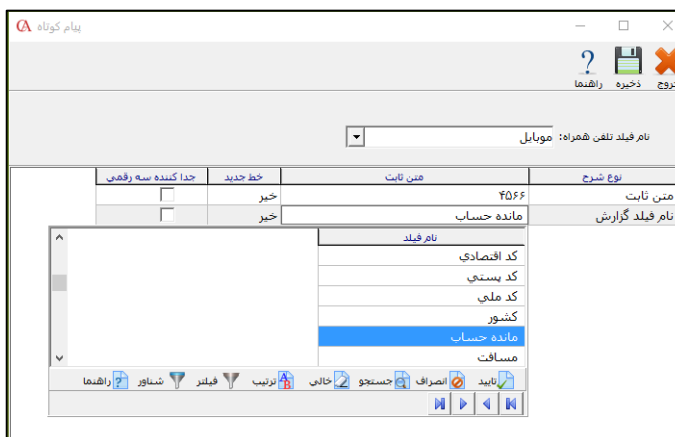 پیام کوتاه
خروج ذخیره راهنما
نام فیلد تلفن همراه: موبایل
نوع شرح متن ثابت خط جدید جدا کننده سه رقمی
متن ثابت ۴۵۶۶ خیر
نام فیلد گزارش مانده حساب خیر
نام فیلد
کد اقتصادي
کد پستي
کد ملي
کشور
مانده حساب
مسافت
تایید انصراف جستجو خالی ترتیب فیلتر شناور راهنما